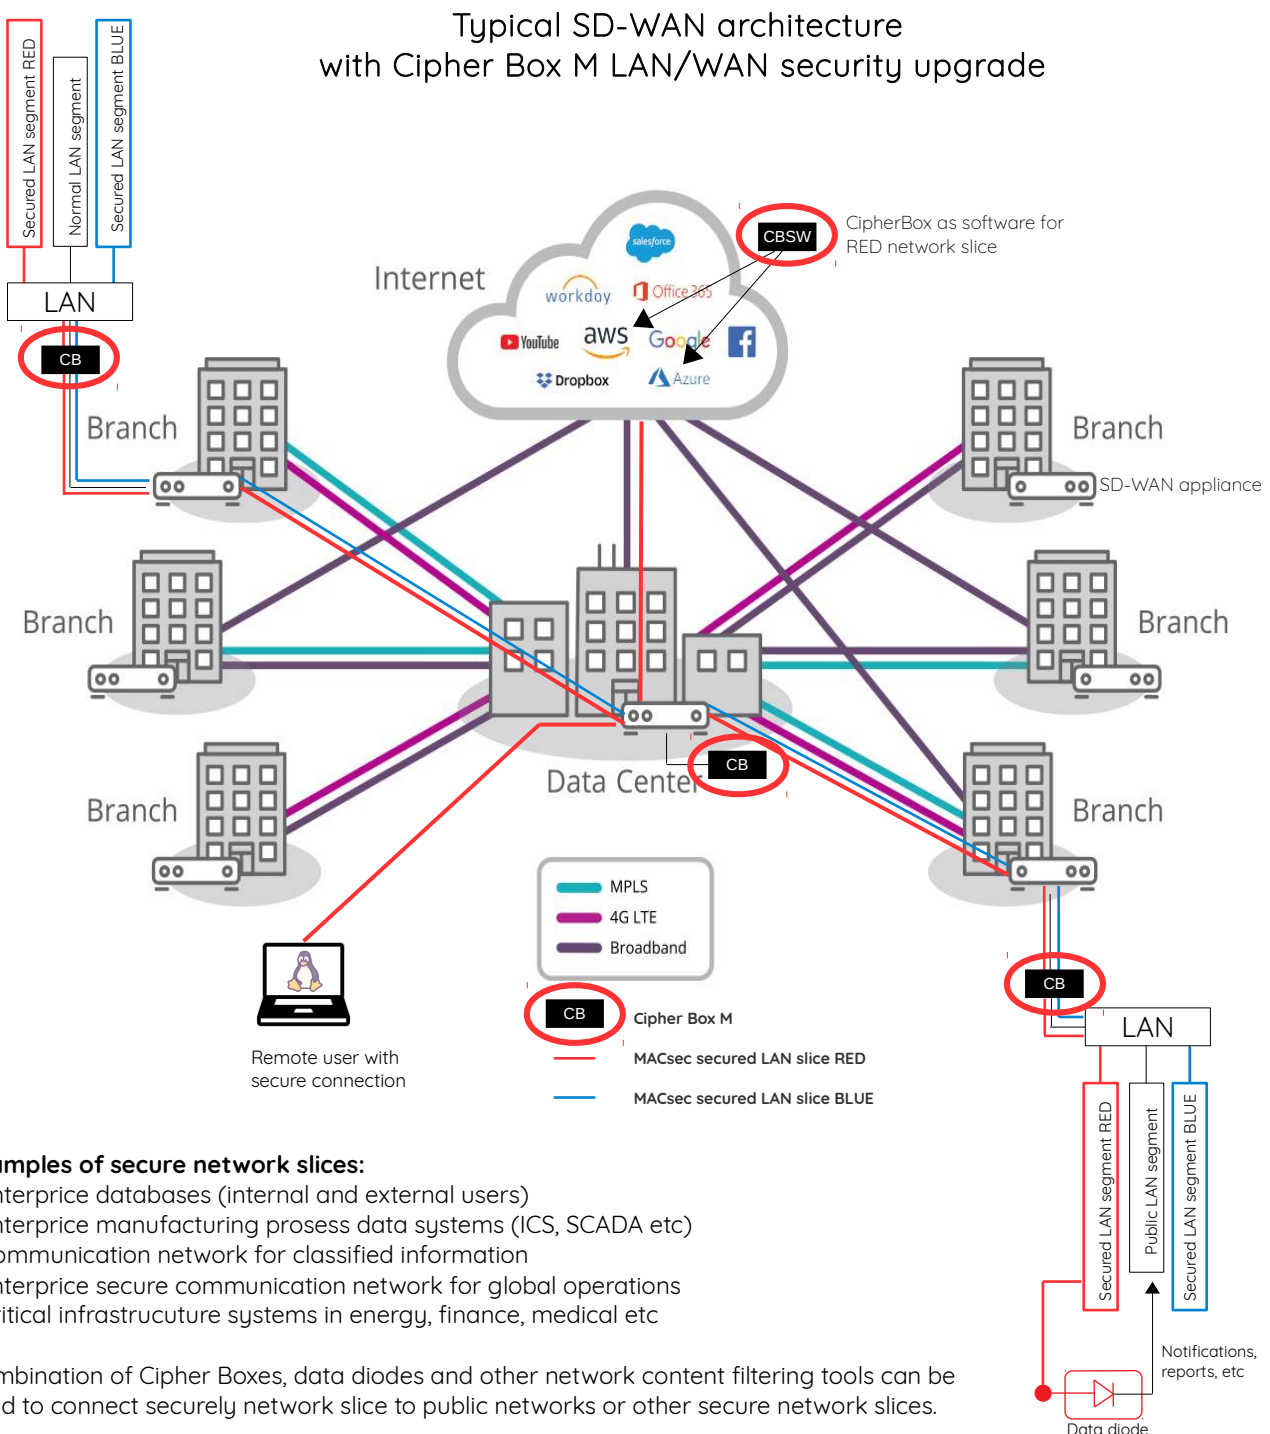 Typical SD-WAN architecture
with Cipher Box M LAN/WAN security upgrade
Secured LAN segment RED
Normal LAN segment
Secured LAN segment BLUE
LAN
CB
Internet
salesforce
workday
Office 365
YouTube
aws
Google
Dropbox
Azure
CBSW
CipherBox as software for
RED network slice
Branch
Branch
SD-WAN appliance
Branch
Branch
Branch
Branch
Data Center
CB
MPLS
4G LTE
Broadband
CB
Cipher Box M
MACsec secured LAN slice RED
MACsec secured LAN slice BLUE
Remote user with
secure connection
CB
LAN
Secured LAN segment RED
Public LAN segment
Secured LAN segment BLUE
Notifications,
reports, etc
Data diode
amples of secure network slices:
nterprice databases (internal and external users)
nterprice manufacturing prosess data systems (ICS, SCADA etc)
ommunication network for classified information
nterprice secure communication network for global operations
ritical infrastrucuture systems in energy, finance, medical etc
mbination of Cipher Boxes, data diodes and other network content filtering tools can be
d to connect securely network slice to public networks or other secure network slices.